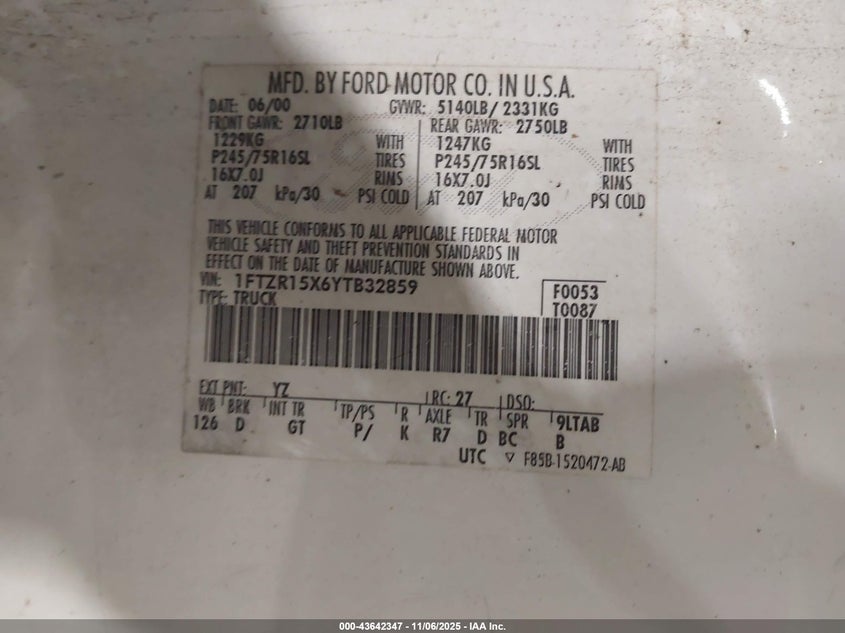 MFD. BY FORD MOTOR CO. IN U.S.A.
DATE: 06/00 GVWR: 5140LB/ 2331KG
FRONT GAWR: 2710LB REAR GAWR: 2750LB
1229KG WITH 1247KG WITH
P245/75R16SL TIRES P245/75R16SL TIRES
16X7.0J RIMS 16X7.0J RIMS
AT 207 kPa/30 PSI COLD AT 207 kPa/30 PSI COLD
THIS VEHICLE CONFORMS TO ALL APPLICABLE FEDERAL MOTOR
VEHICLE SAFETY AND THEFT PREVENTION STANDARDS IN
EFFECT ON THE DATE OF MANUFACTURE SHOWN ABOVE.
VIN: 1FTZR15X6YTB32859 F0053
TYPE: TRUCK T0087
EXT PNT: YZ RC: 27 DSO:
WB BRK INT TR TP/PS R AXLE TR SPR 9LTAB
126 D GT P/ K R7 D BC B
UTC ▽ F85B-1520472-AB
000-43642347 | 11/06/2025 | IAA Inc.